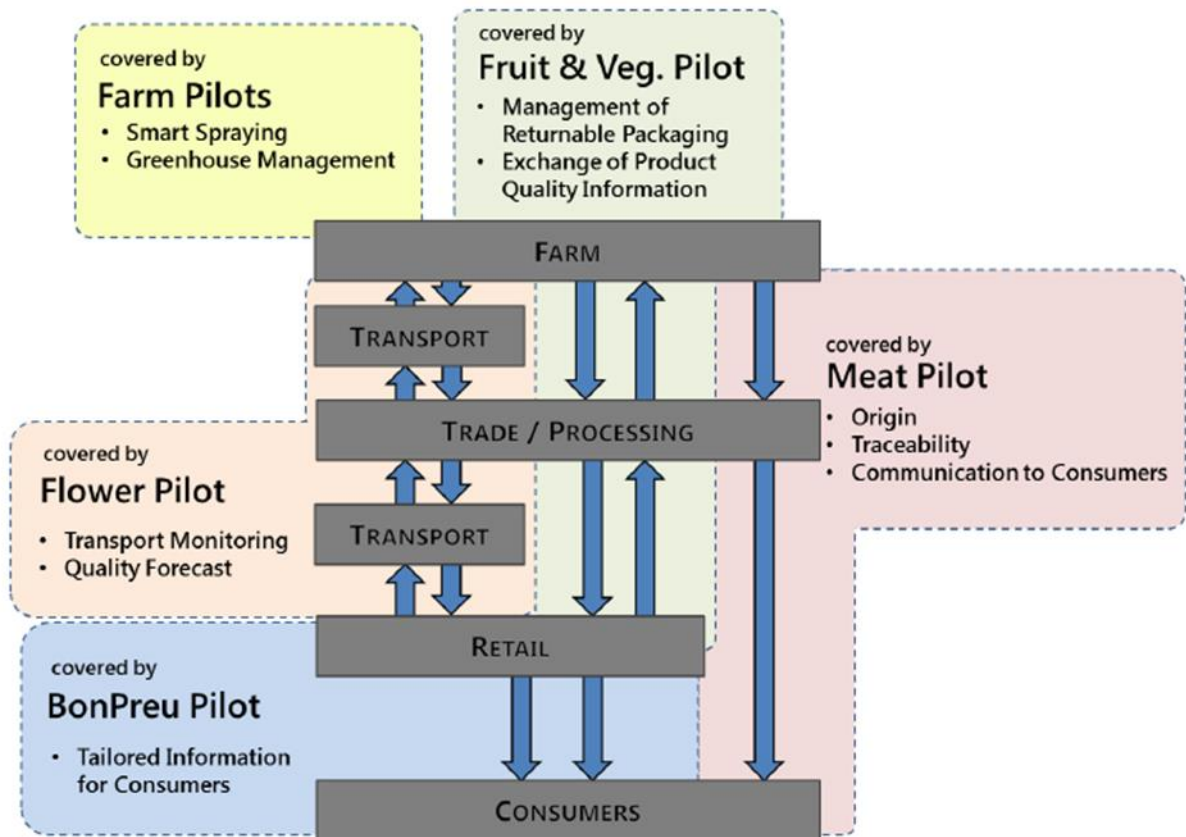 covered by
Farm Pilots
• Smart Spraying
• Greenhouse Management
covered by
Fruit & Veg. Pilot
• Management of
Returnable Packaging
• Exchange of Product
Quality Information
FARM
TRANSPORT
TRADE / PROCESSING
TRANSPORT
RETAIL
CONSUMERS
covered by
Meat Pilot
• Origin
• Traceability
• Communication to Consumers
covered by
Flower Pilot
• Transport Monitoring
• Quality Forecast
covered by
BonPreu Pilot
• Tailored Information
for Consumers